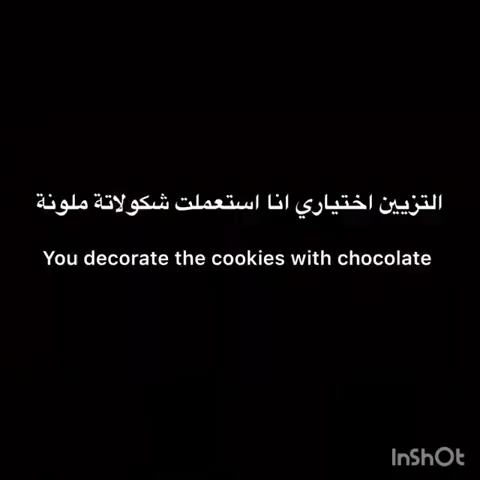 التزيين اختياري انا استعملت شكولاتة ملونة
You decorate the cookies with chocolate
InShOt